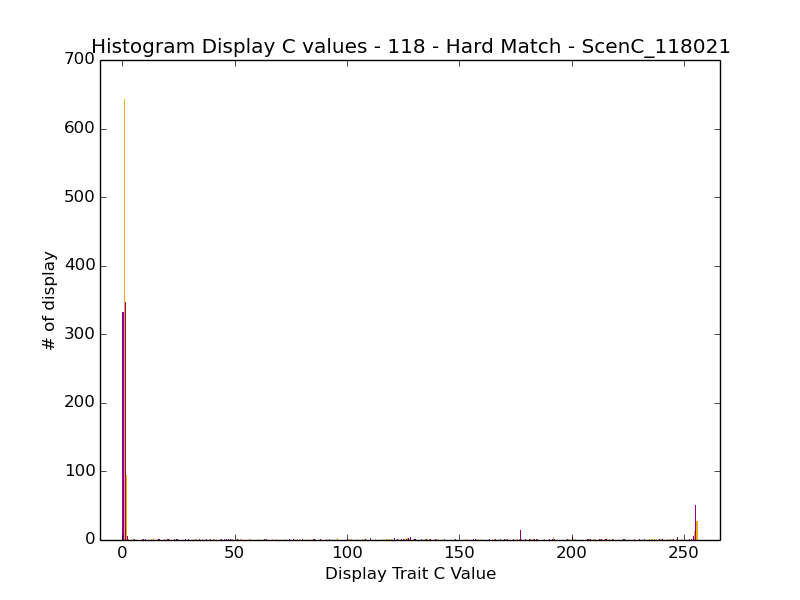 Histogram Display C values - 118 - Hard Match - ScenC_118021
700
600
500
400
300
200
100
0
# of display
0 50 100 150 200 250
Display Trait C Value